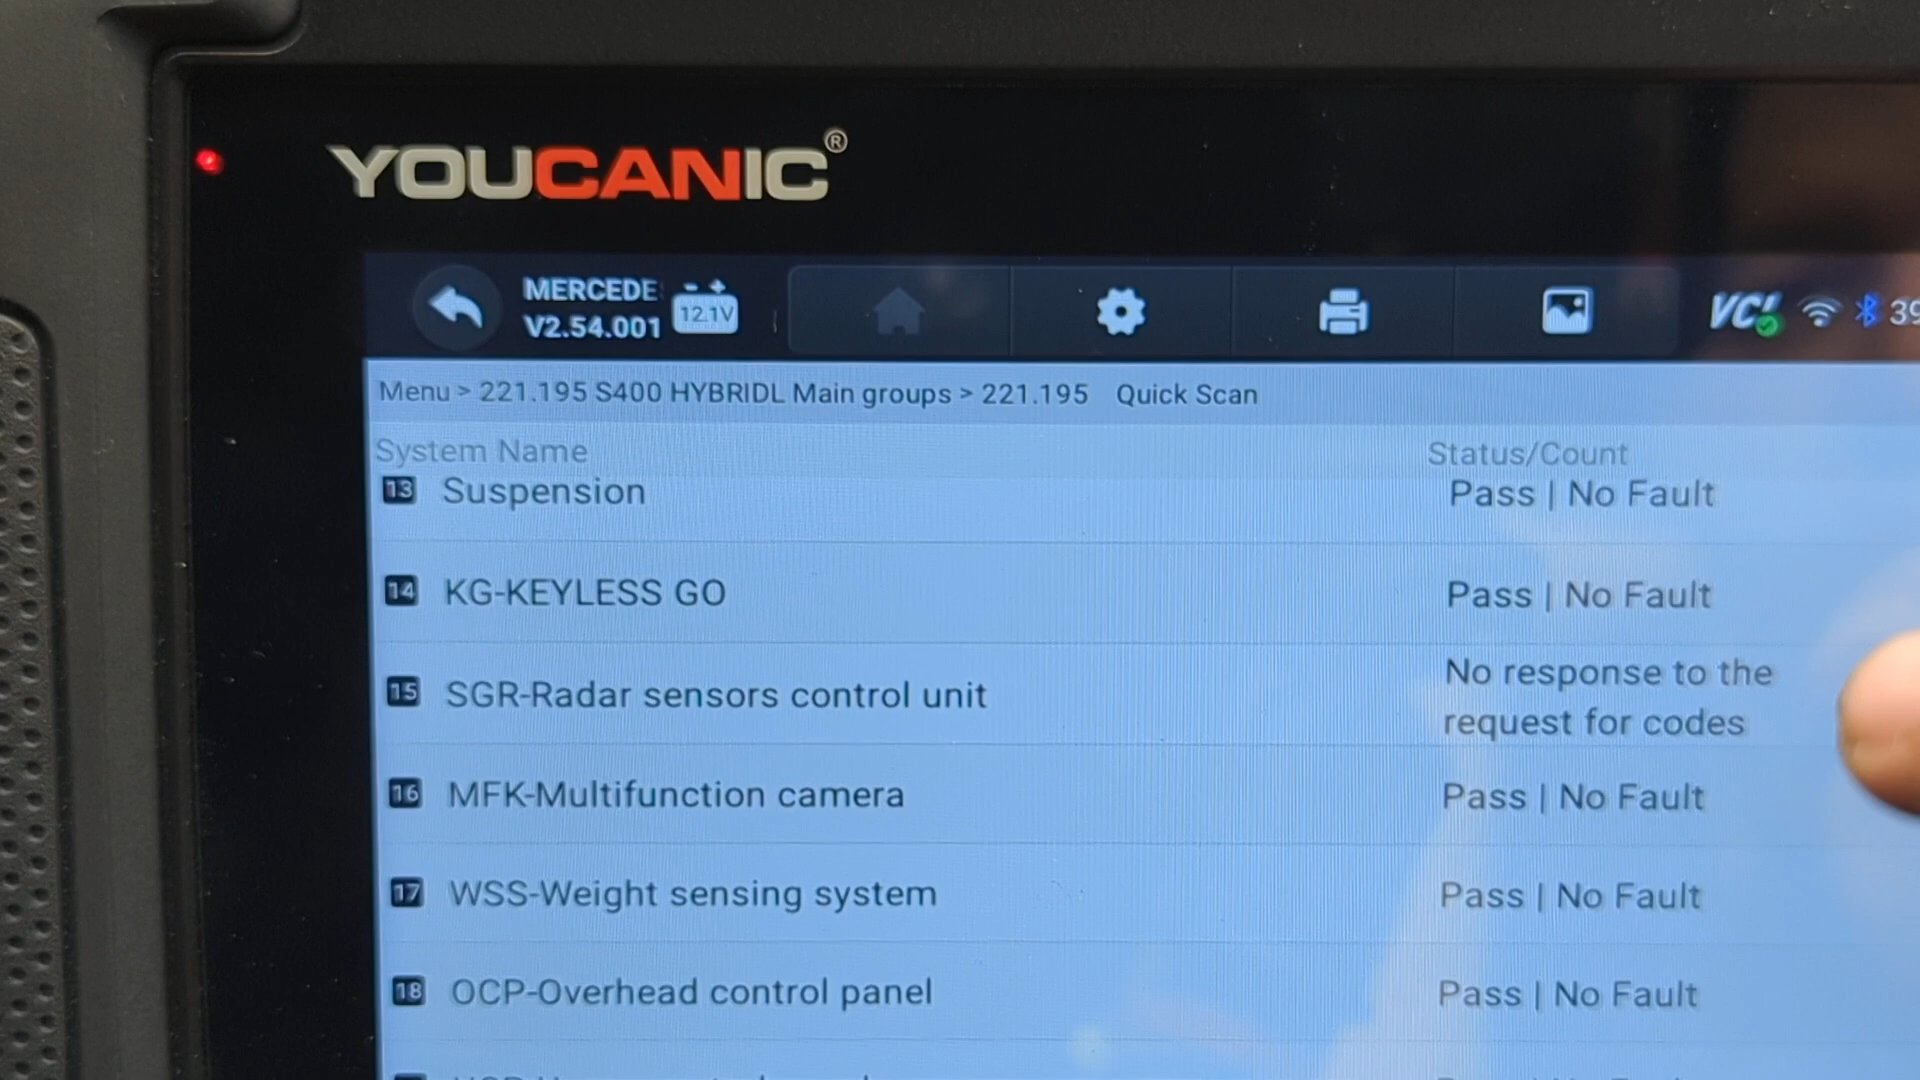 YOUCANIC®
MERCEDE
V2.54.001
12.1V
VCI
39
Menu > 221.195 S400 HYBRIDL Main groups > 221.195 Quick Scan
System Name Status/Count
13 Suspension Pass | No Fault
14 KG-KEYLESS GO Pass | No Fault
15 SGR-Radar sensors control unit No response to the
request for codes
16 MFK-Multifunction camera Pass | No Fault
17 WSS-Weight sensing system Pass | No Fault
18 OCP-Overhead control panel Pass | No Fault